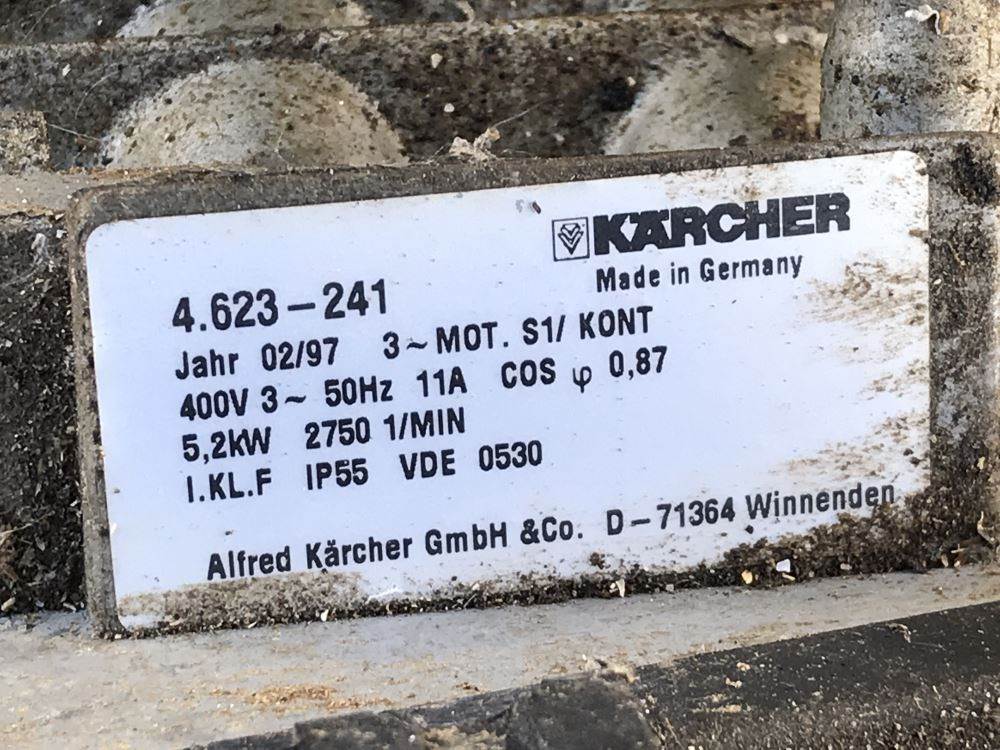 KÄRCHER
Made in Germany
4.623-241
Jahr 02/97 3~MOT. S1/ KONT
400V 3~ 50Hz 11A COS φ 0,87
5,2kW 2750 1/MIN
I.KL.F IP55 VDE 0530
Alfred Kärcher GmbH &Co. D-71364 Winnenden